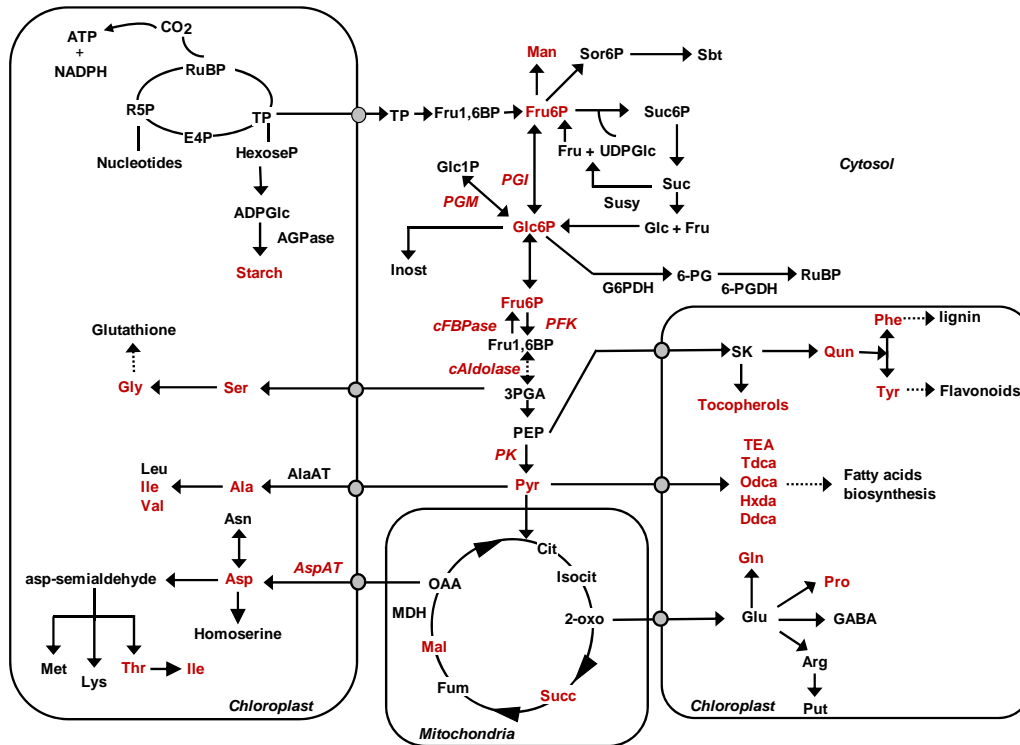 CO2
ATP
+
NADPH
RuBP
R5P
TP
E4P
Nucleotides
HexoseP
ADPGlc
AGPase
Starch
TP
Fru1,6BP
Fru6P
Man
Sor6P
Sbt
Suc6P
Fru + UDPGlc
Suc
Susy
Glc + Fru
Cytosol
Glc1P
PGI
PGM
Glc6P
Inost
G6PDH
6-PG
6-PGDH
RuBP
Fru6P
cFBPase
PFK
Fru1,6BP
cAldolase
3PGA
PEP
PK
Pyr
Glutathione
Gly
Ser
Leu
Ile
Val
Ala
AlaAT
Asn
asp-semialdehyde
Asp
AspAT
Homoserine
Met
Lys
Thr
Ile
Chloroplast
OAA
Cit
Isocit
2-oxo
MDH
Mal
Fum
Succ
Mitochondria
SK
Qun
Phe
lignin
Tyr
Flavonoids
Tocopherols
TEA
Tdca
Odca
Hxda
Ddca
Fatty acids
biosynthesis
Gln
Pro
Glu
GABA
Arg
Put
Chloroplast